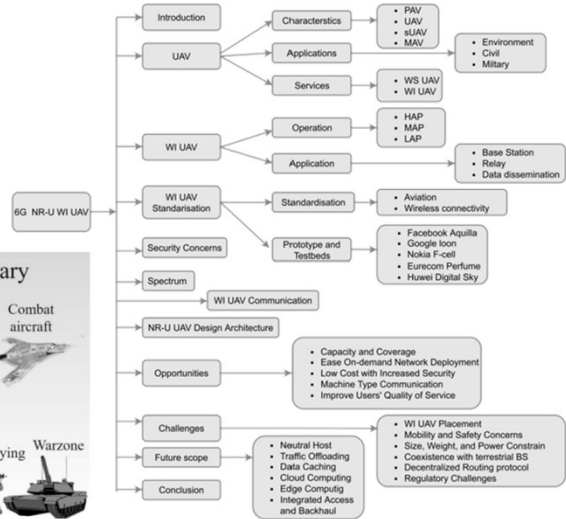 Introduction
UAV
Characterstics
• PAV
• UAV
• sUAV
• MAV
Applications
• Environment
• Civil
• Miltary
Services
• WS UAV
• WI UAV
WI UAV
Operation
• HAP
• MAP
• LAP
Application
• Base Station
• Relay
• Data dissemination
6G NR-U WI UAV
WI UAV
Standarisation
Standardisation
• Aviation
• Wireless connectivity
Prototype and
Testbeds
• Facebook Aquilla
• Google loon
• Nokia F-cell
• Eurecom Perfume
• Huwei Digital Sky
Security Concerns
Spectrum
WI UAV Communication
NR-U UAV Design Architecture
Opportunities
• Capacity and Coverage
• Ease On-demand Network Deployment
• Low Cost with Increased Security
• Machine Type Communication
• Improve Users' Quality of Service
Challenges
• WI UAV Placement
• Mobility and Safety Concerns
• Size, Weight, and Power Constrain
• Coexistence with terrestrial BS
• Decentralized Routing protocol
• Regulatory Challenges
Future scope
• Neutral Host
• Traffic Offloading
• Data Caching
• Cloud Computing
• Edge Computig
• Integrated Access
and Backhaul
Conclusion
ary
Combat
aircraft
ying
Warzone